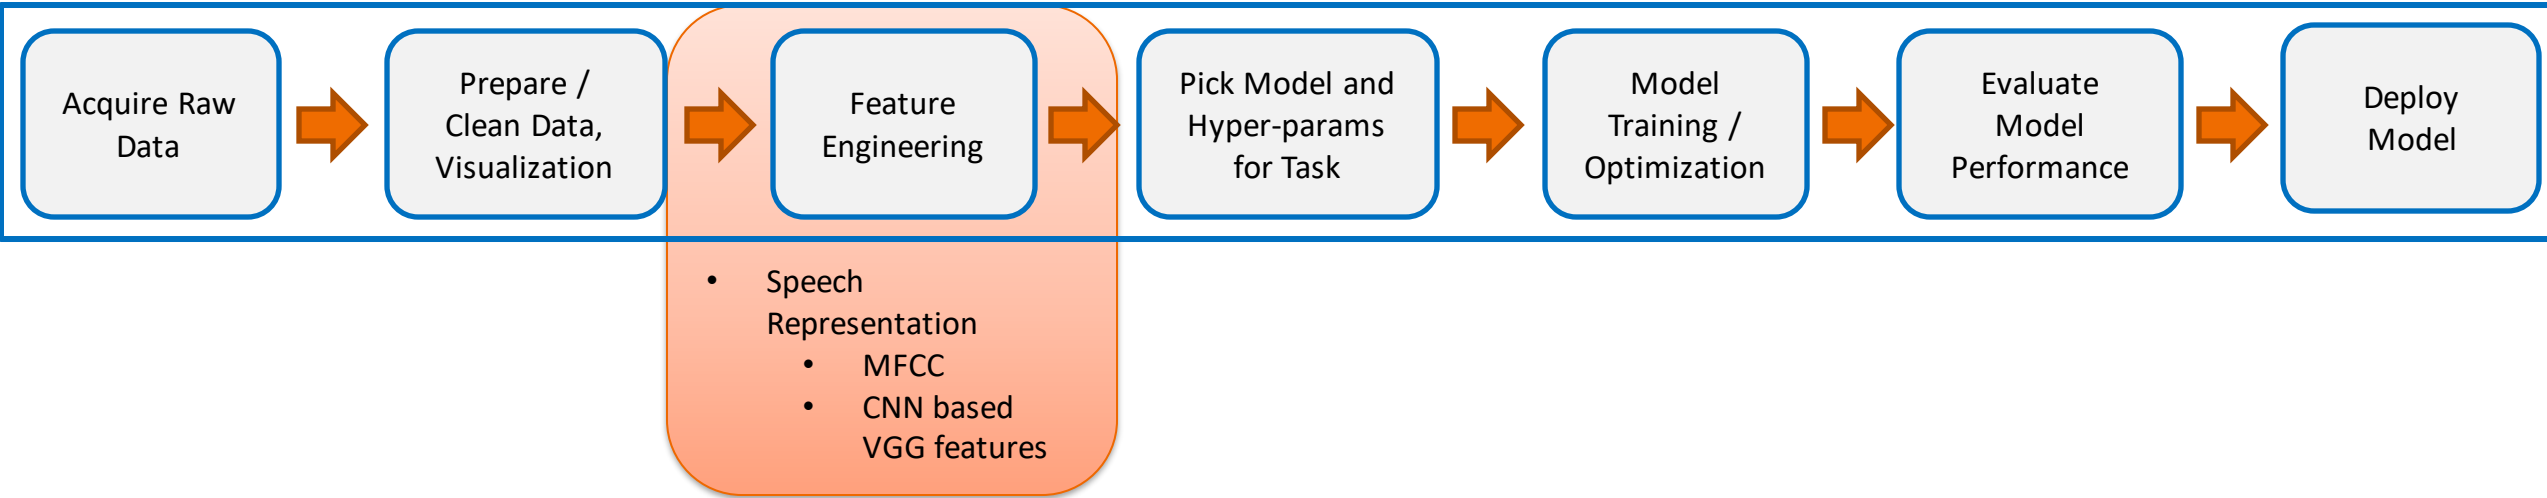 Acquire Raw
Data
Prepare /
Clean Data,
Visualization
Feature
Engineering
Pick Model and
Hyper-params
for Task
Model
Training /
Optimization
Evaluate
Model
Performance
Deploy
Model
• Speech
Representation
• MFCC
• CNN based
VGG features